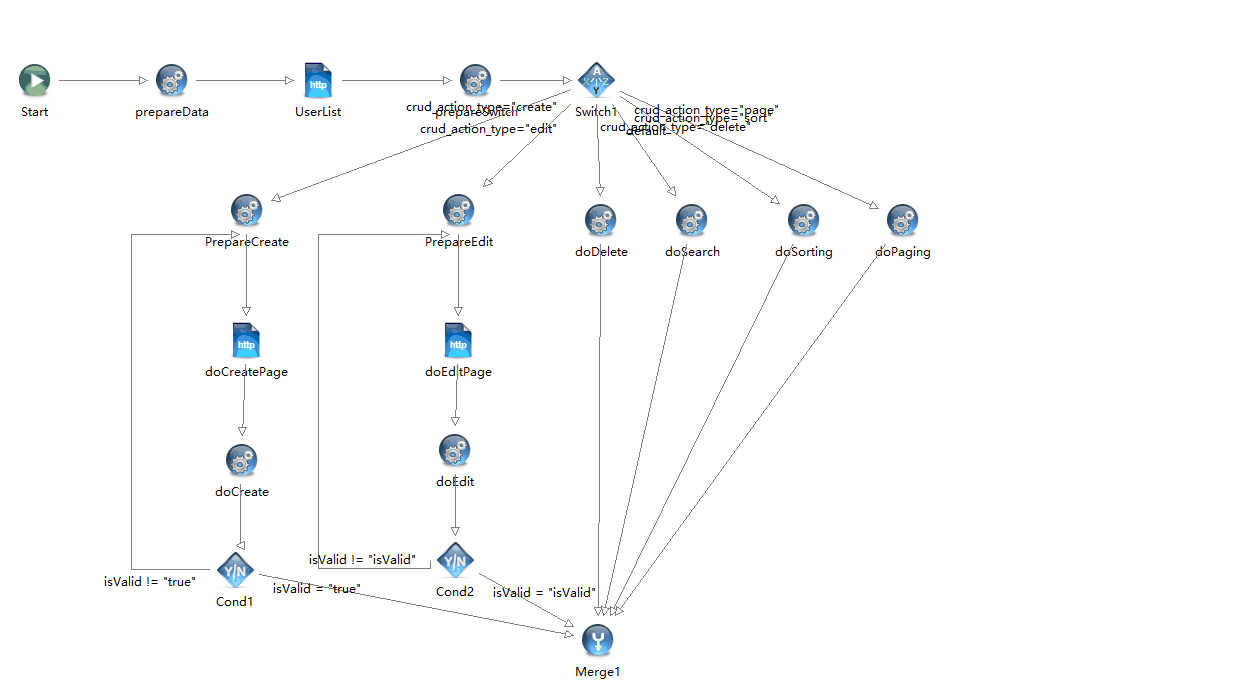 Start
prepareData
http
UserList
prepareSwitch
A
Y
Z
Y
Switch1
crud_action_type="create"
crud_action_type="edit"
crud_action_type="page"
crud_action_type="sort"
crud_action_type="delete"
default
PrepareCreate
PrepareEdit
doDelete
doSearch
doSorting
doPaging
http
doCreatePage
http
doEditPage
doCreate
doEdit
isValid != "true"
Y/N
Cond1
isValid = "true"
isValid != "isValid"
Y/N
Cond2
isValid = "isValid"
Merge1